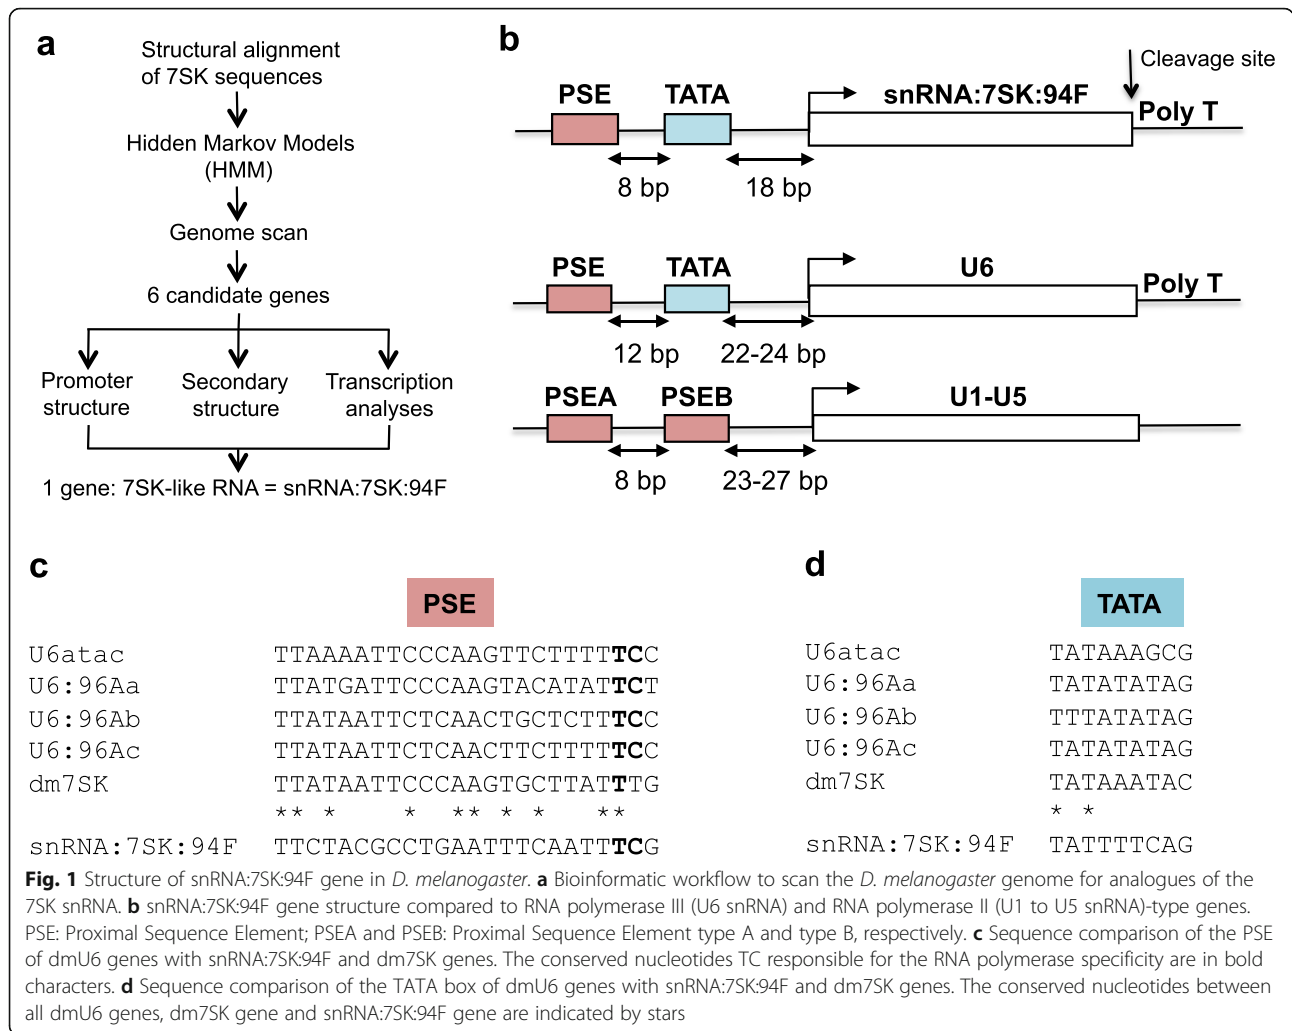 a
Structural alignment
of 7SK sequences
Hidden Markov Models
(HMM)
Genome scan
6 candidate genes
Promoter
structure
Secondary
structure
Transcription
analyses
1 gene: 7SK-like RNA = snRNA:7SK:94F
b
Cleavage site
PSE TATA snRNA:7SK:94F Poly T
8 bp 18 bp
PSE TATA U6 Poly T
12 bp 22-24 bp
PSEA PSEB U1-U5
8 bp 23-27 bp
c
PSE
U6atac TTAAAATTCCCAAGTTCTTTTTCC
U6:96Aa TTATGATTCCCAAGTACATATTCT
U6:96Ab TTATAATTCTCAACTGCTCTTTCC
U6:96Ac TTATAATTCTCAACTTCTTTTTCC
dm7SK TTATAATTCCCAAGTGCTTATTTG
** * * ** * * **
snRNA:7SK:94F TTCTACGCCTGAATTTCAATTTCG
d
TATA
U6atac TATAAAGCG
U6:96Aa TATATATAG
U6:96Ab TTTATATAG
U6:96Ac TATATATAG
dm7SK TATAAATAC
* *
snRNA:7SK:94F TATTTTCAG
Fig. 1 Structure of snRNA:7SK:94F gene in D. melanogaster. a Bioinformatic workflow to scan the D. melanogaster genome for analogues of the
7SK snRNA. b snRNA:7SK:94F gene structure compared to RNA polymerase III (U6 snRNA) and RNA polymerase II (U1 to U5 snRNA)-type genes.
PSE: Proximal Sequence Element; PSEA and PSEB: Proximal Sequence Element type A and type B, respectively. c Sequence comparison of the PSE
of dmU6 genes with snRNA:7SK:94F and dm7SK genes. The conserved nucleotides TC responsible for the RNA polymerase specificity are in bold
characters. d Sequence comparison of the TATA box of dmU6 genes with snRNA:7SK:94F and dm7SK genes. The conserved nucleotides between
all dmU6 genes, dm7SK gene and snRNA:7SK:94F gene are indicated by stars